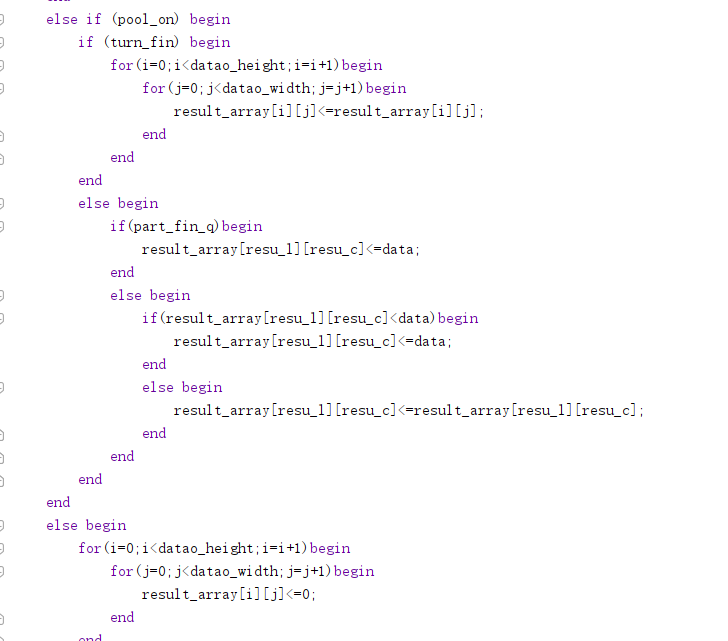 else if (pool_on) begin
if (turn_fin) begin
for(i=0;i<datao_height;i=i+1)begin
for(j=0;j<datao_width;j=j+1)begin
result_array[i][j]<=result_array[i][j];
end
end
end
else begin
if(part_fin_q)begin
result_array[resu_l][resu_c]<=data;
end
else begin
if(result_array[resu_l][resu_c]<data)begin
result_array[resu_l][resu_c]<=data;
end
else begin
result_array[resu_l][resu_c]<=result_array[resu_l][resu_c];
end
end
end
end
else begin
for(i=0;i<datao_height;i=i+1)begin
for(j=0;j<datao_width;j=j+1)begin
result_array[i][j]<=0;
end
end